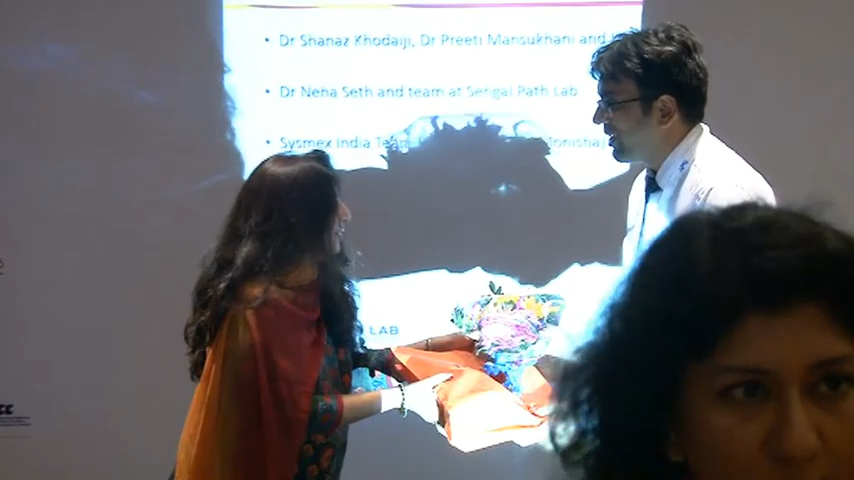 • Dr Shanaz Khodaiji, Dr Preeti Mansukhani and
• Dr Neha Seth and team at Sehgal Path Lab
• Sysmex India Team Monisha
LAB